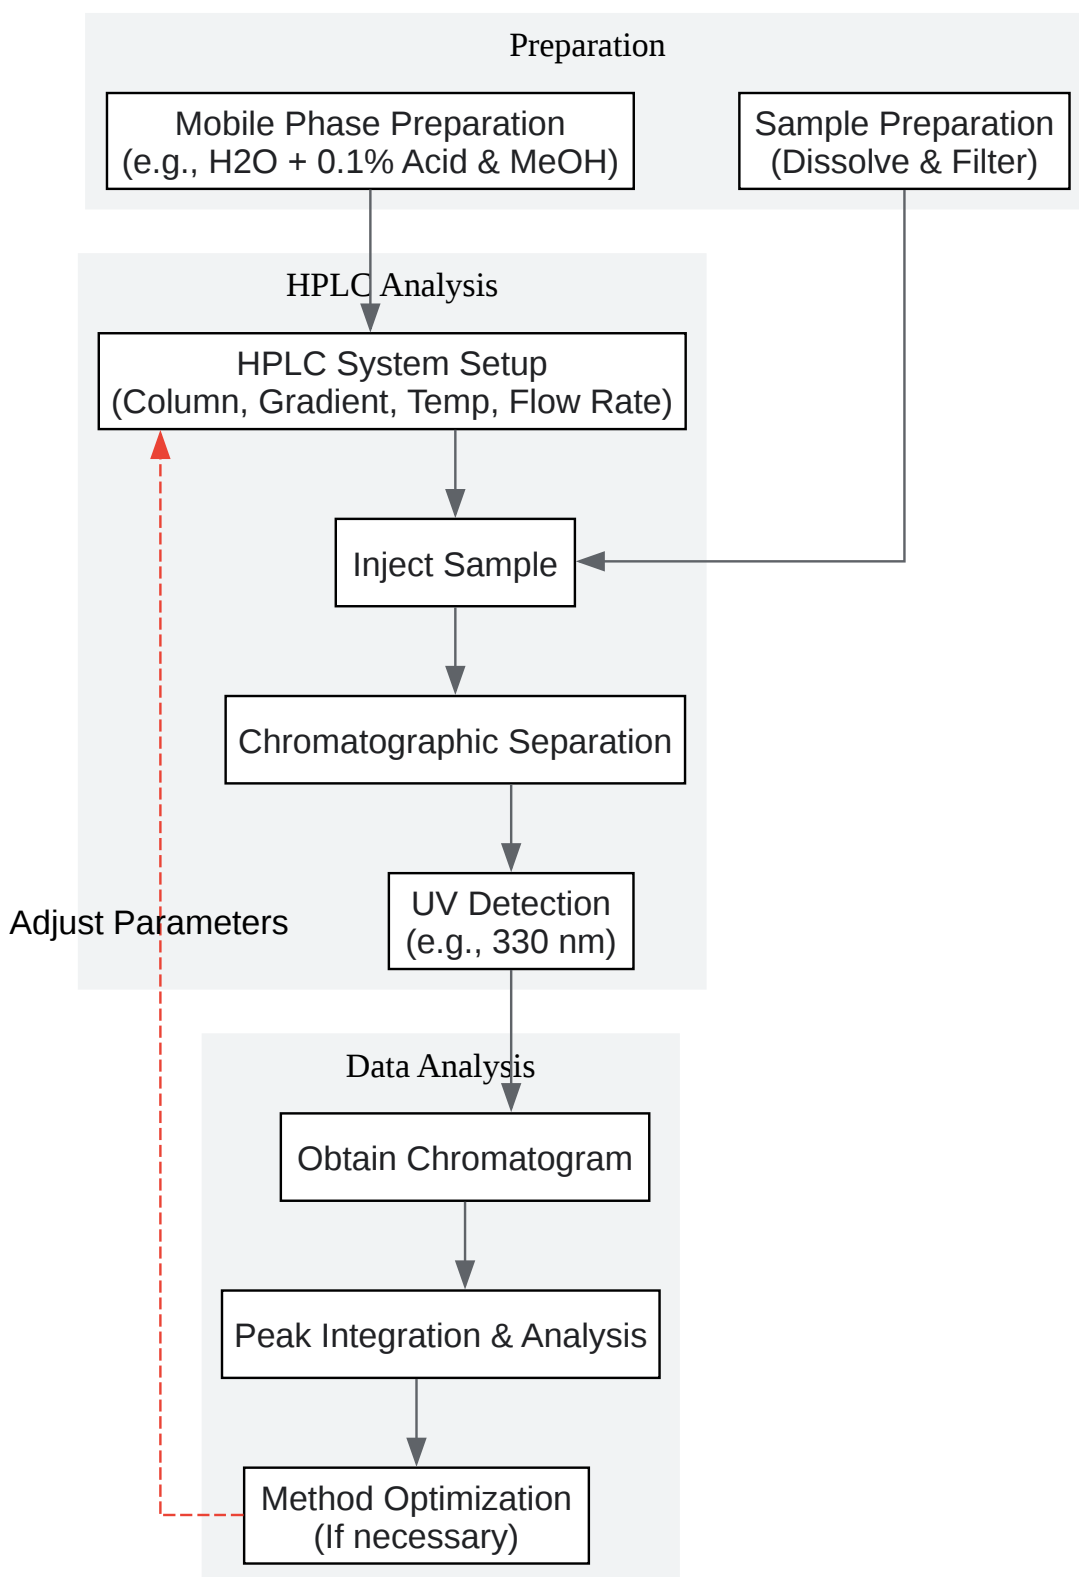 Preparation
Mobile Phase Preparation
(e.g., H2O + 0.1% Acid & MeOH)
Sample Preparation
(Dissolve & Filter)
HPLC Analysis
HPLC System Setup
(Column, Gradient, Temp, Flow Rate)
Inject Sample
Chromatographic Separation
UV Detection
(e.g., 330 nm)
Adjust Parameters
Data Analysis
Obtain Chromatogram
Peak Integration & Analysis
Method Optimization
(If necessary)